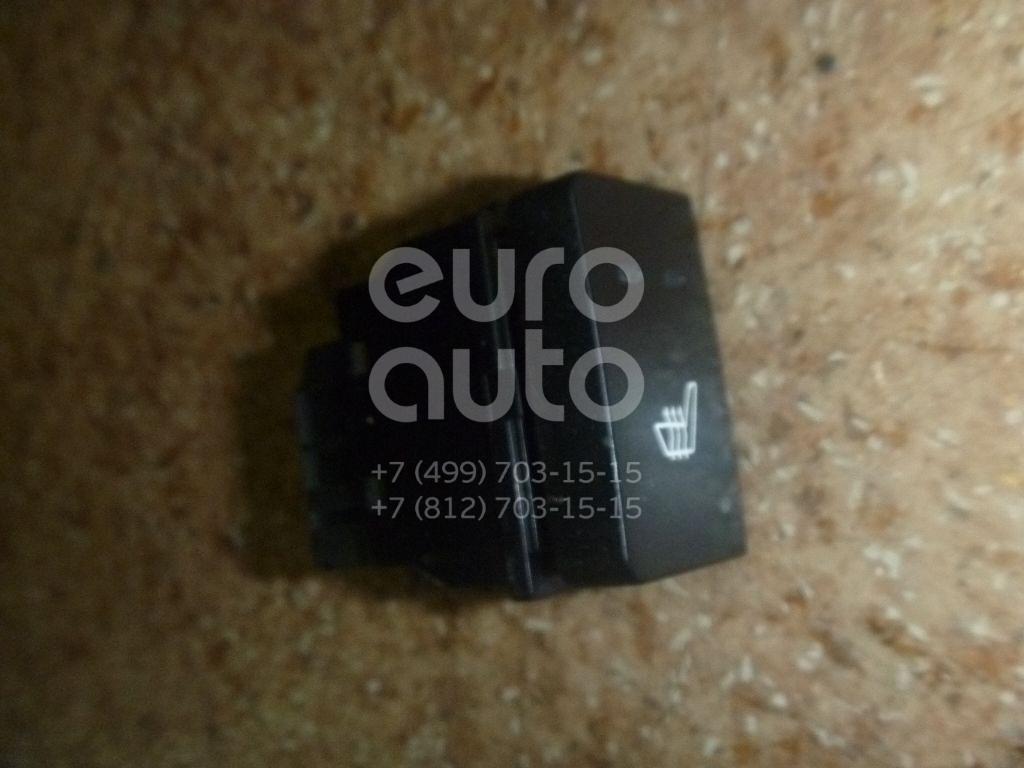 euro
auto
+7 (499) 703-15-15
+7 (812) 703-15-15